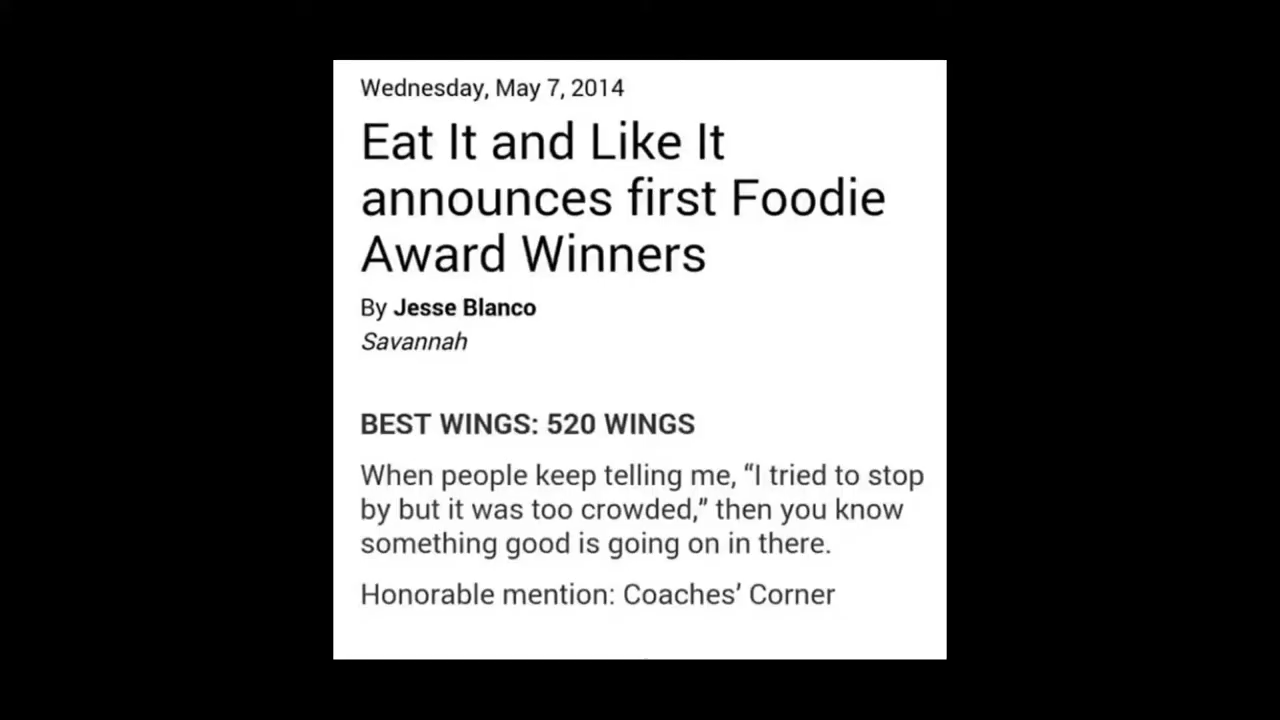 Wednesday, May 7, 2014
Eat It and Like It
announces first Foodie
Award Winners
By Jesse Blanco
Savannah
BEST WINGS: 520 WINGS
When people keep telling me, “I tried to stop
by but it was too crowded,” then you know
something good is going on in there.
Honorable mention: Coaches’ Corner